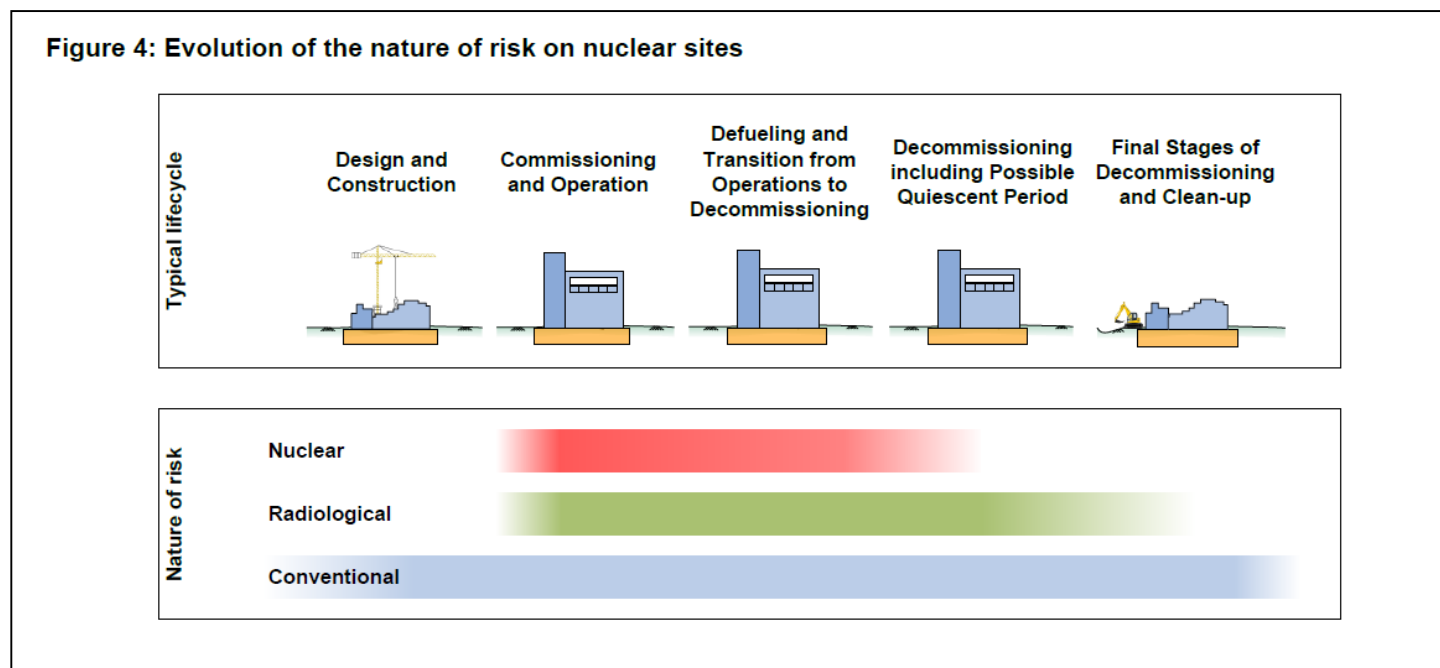 Figure 4: Evolution of the nature of risk on nuclear sites
Typical lifecycle
Design and
Construction
Commissioning
and Operation
Defueling and
Transition from
Operations to
Decommissioning
Decommissioning
including Possible
Quiescent Period
Final Stages of
Decommissioning
and Clean-up
Nature of risk
Nuclear
Radiological
Conventional